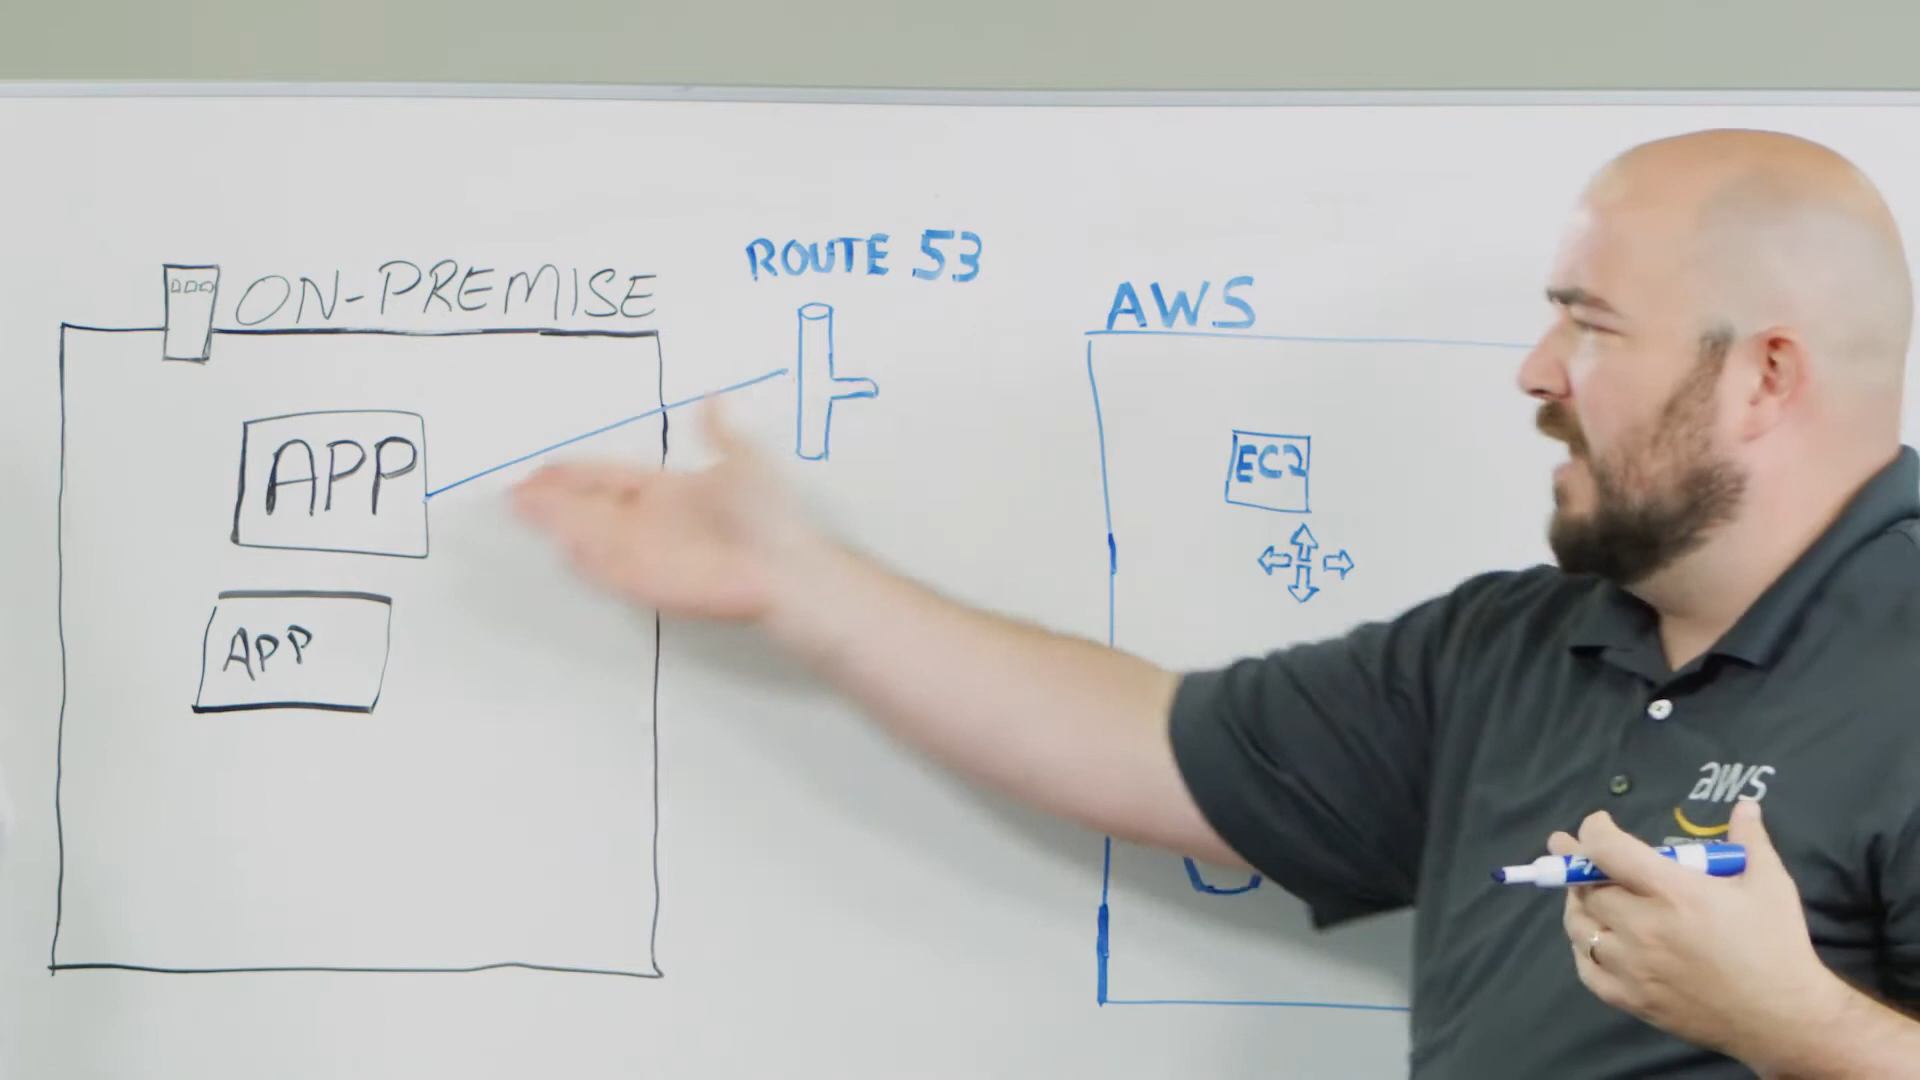 ROUTE 53
ON-PREMISE
AWS
APP
EC2
APP
aws